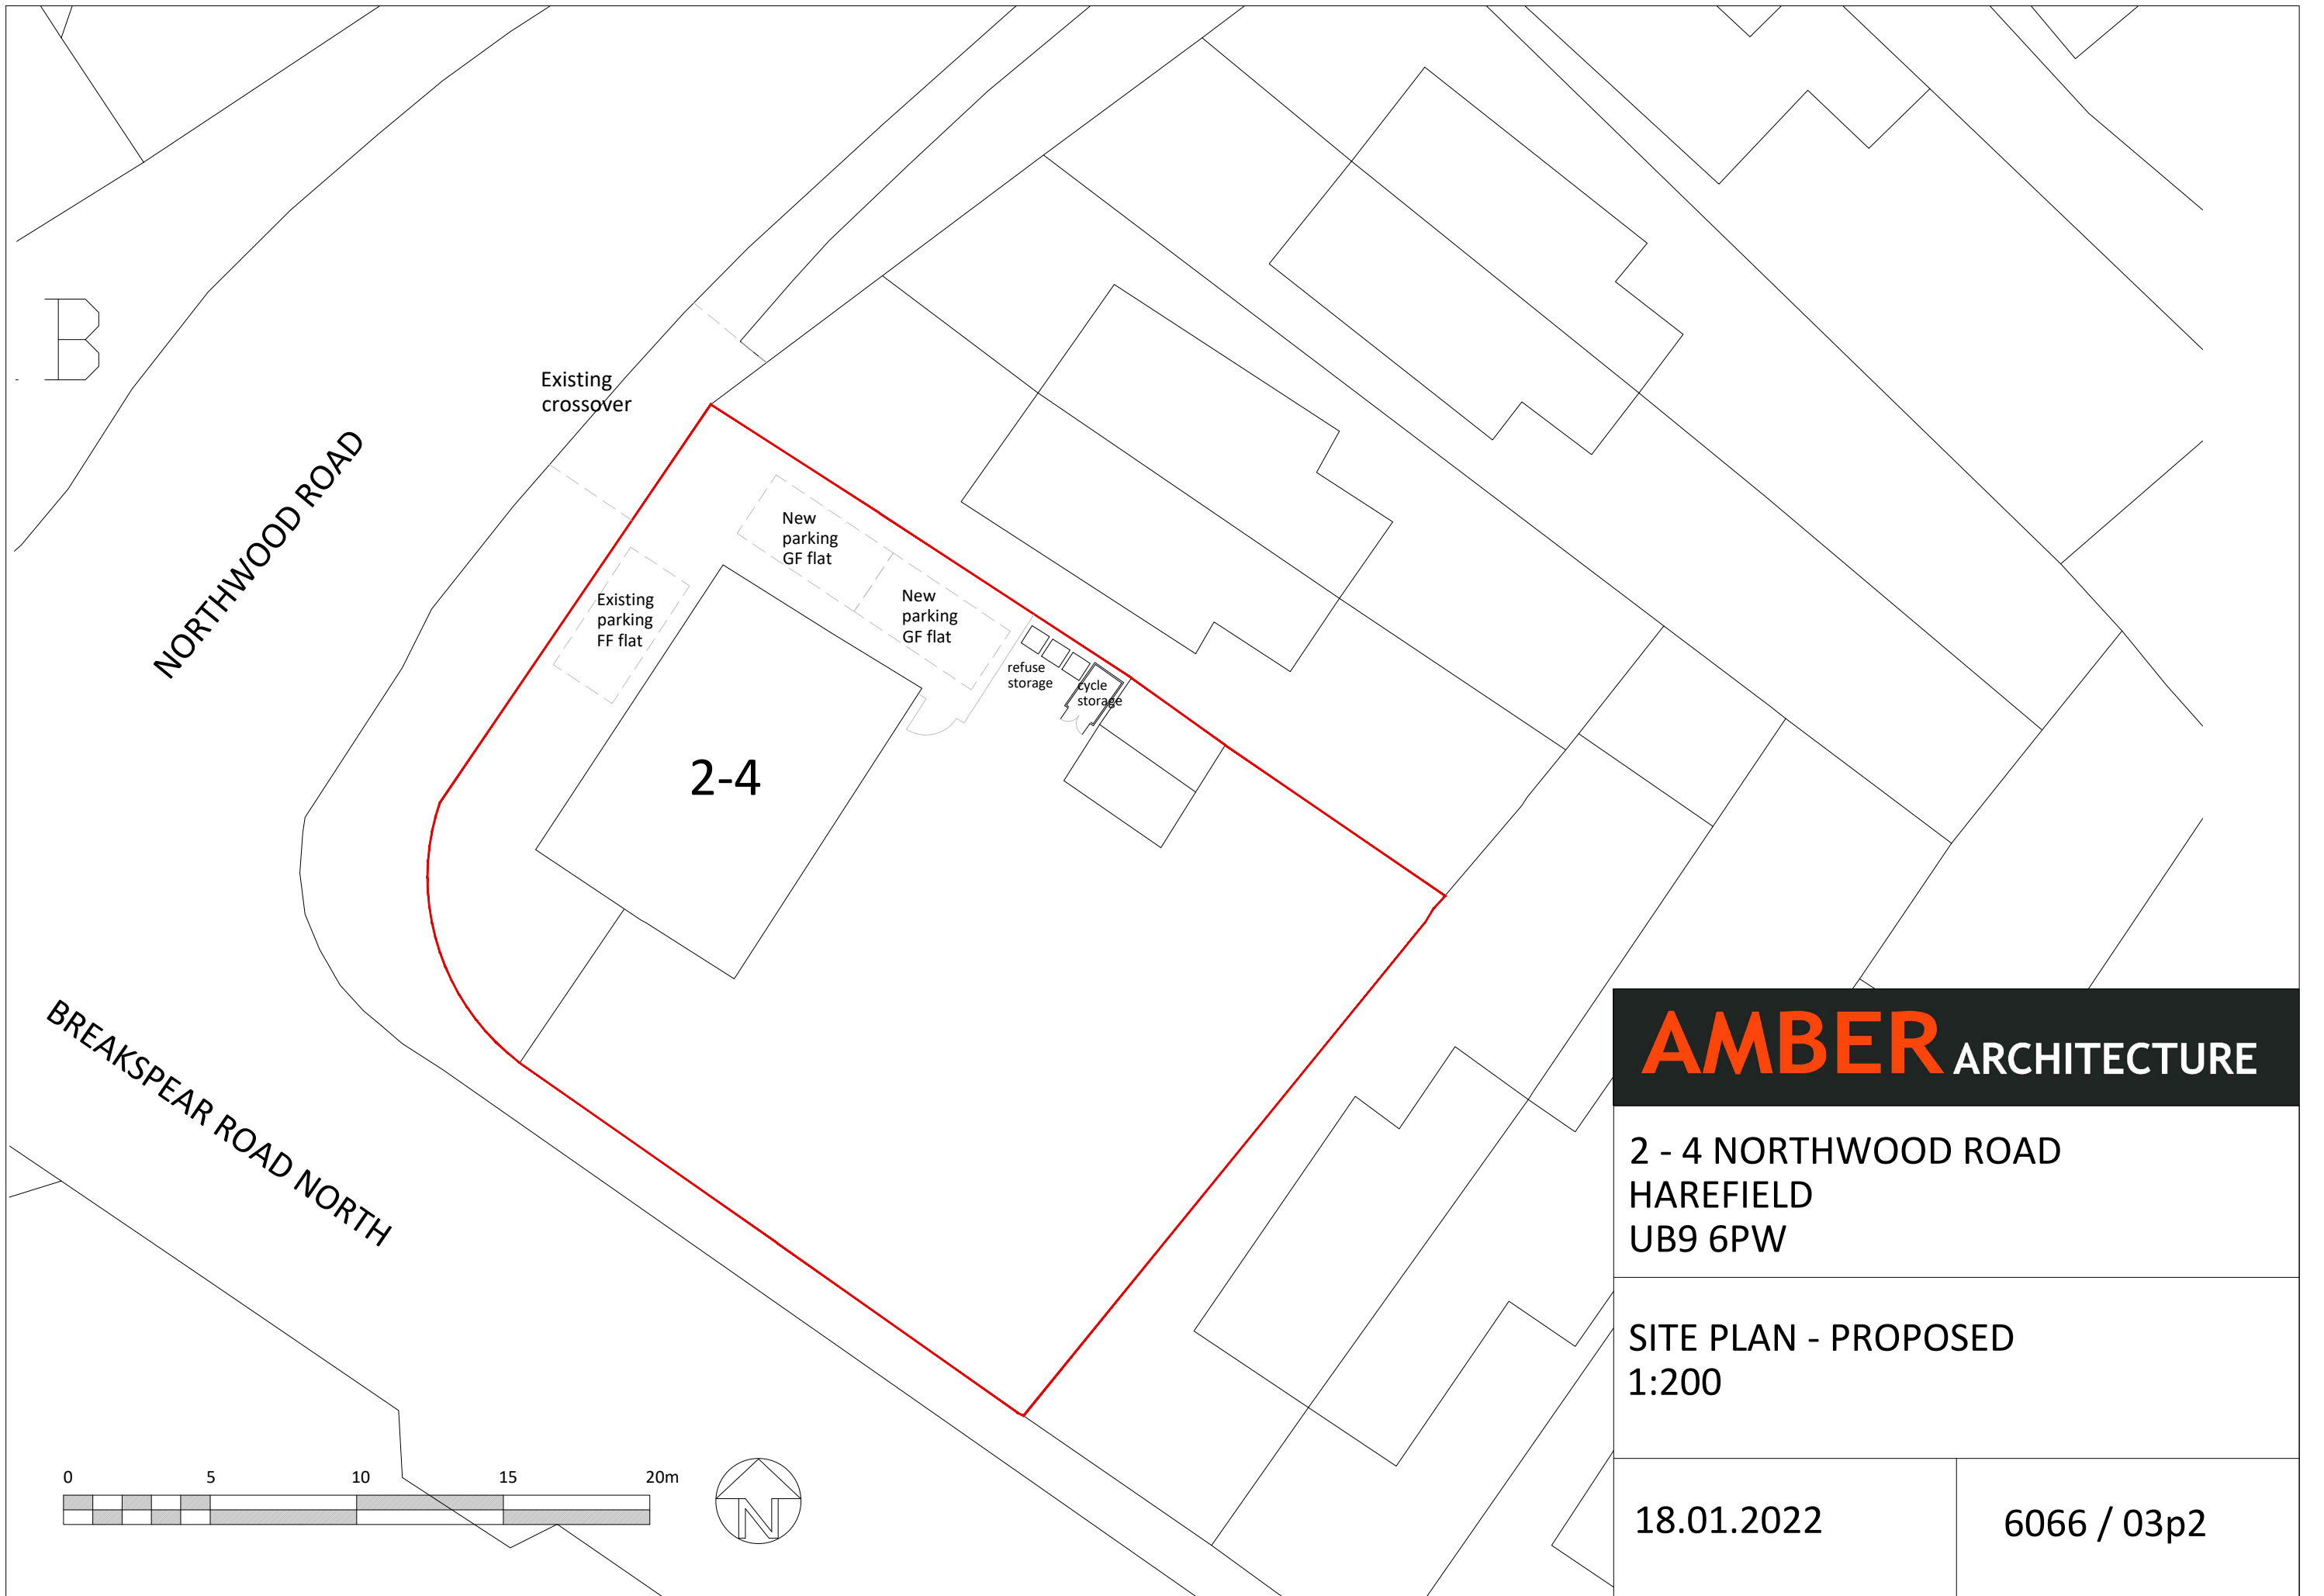 B
Existing
crossover
NORTHWOOD ROAD
New
parking
GF flat
New
parking
GF flat
Existing
parking
FF flat
refuse
storage
cycle
storage
2-4
BREAKSPEAR ROAD NORTH
0 5 10 15 20m
N
AMBER ARCHITECTURE
2 - 4 NORTHWOOD ROAD
HAREFIELD
UB9 6PW
SITE PLAN - PROPOSED
1:200
18.01.2022
6066 / 03p2